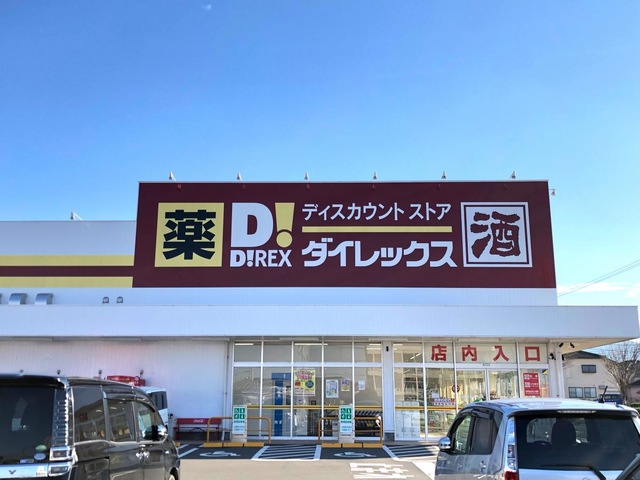 薬
D!
D!REX
ディスカウント ストア
ダイレックス
酒
店内入口